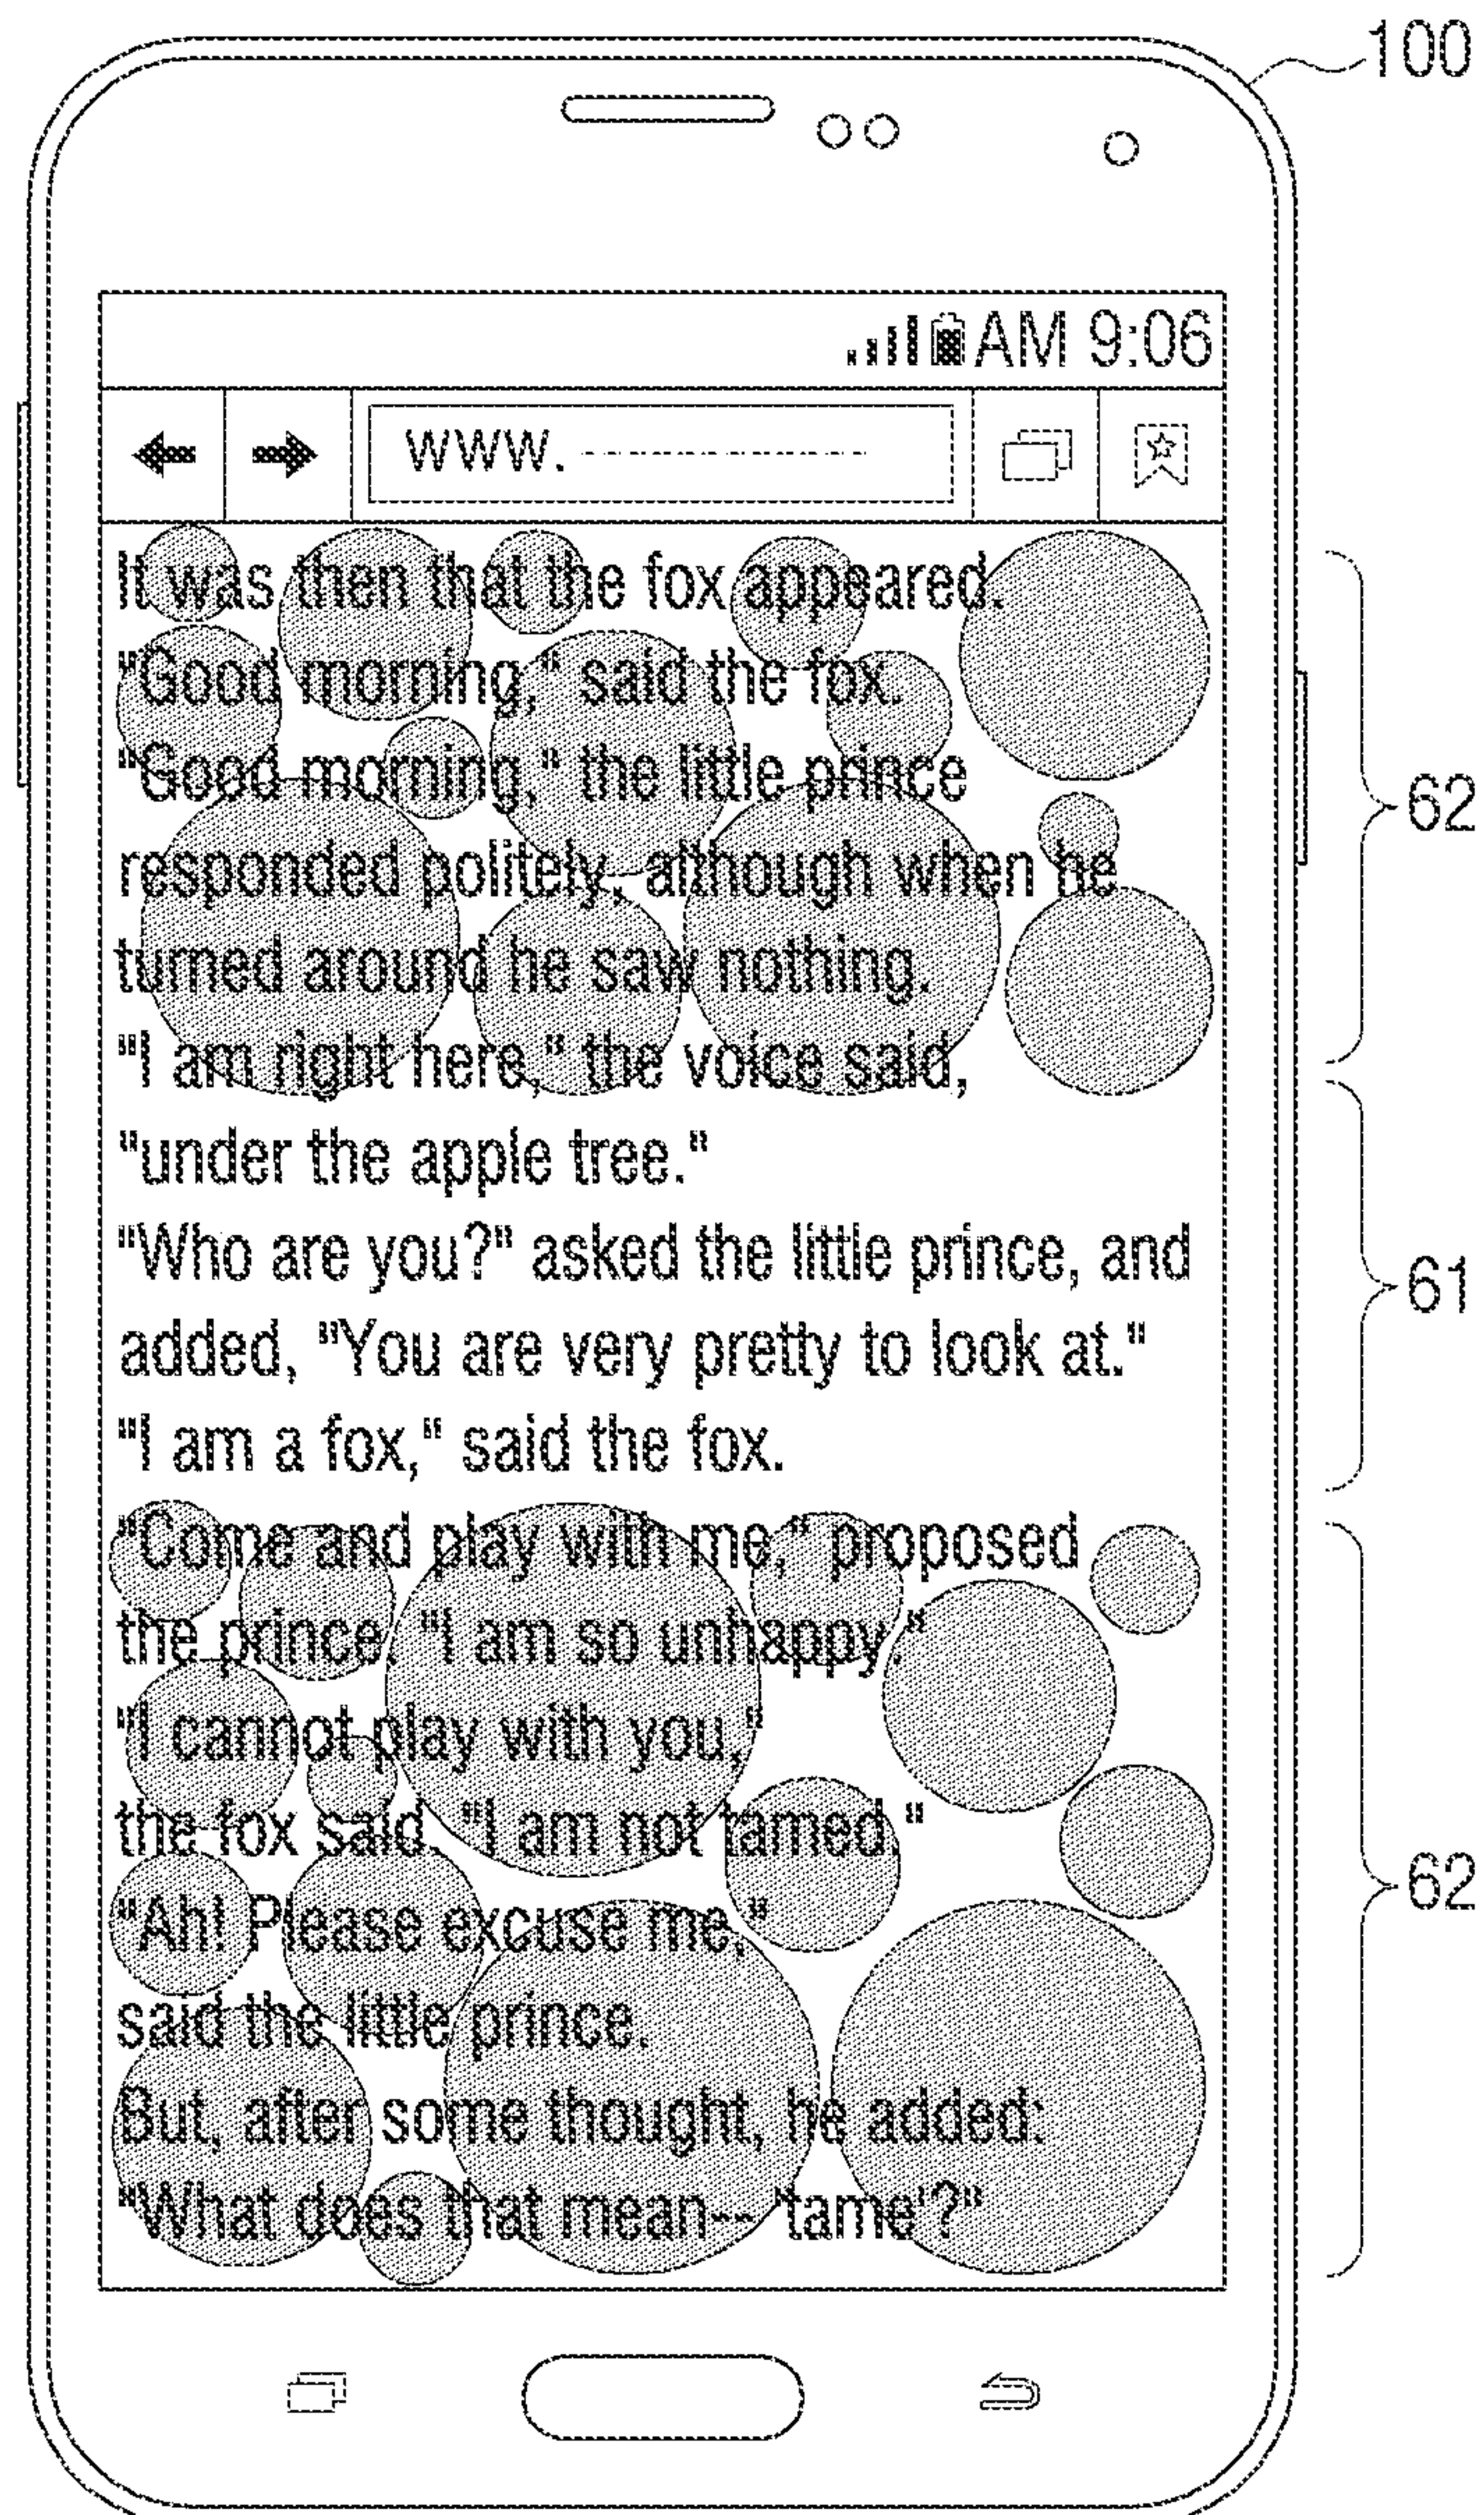 100
AM 9:06
www.
It was then that the fox appeared.
"Good morning," said the fox.
"Good morning," the little prince
responded politely, although when he
turned around he saw nothing.
"I am right here," the voice said,
"under the apple tree."
"Who are you?" asked the little prince, and
added, "You are very pretty to look at."
"I am a fox," said the fox.
"Come and play with me," proposed
the prince. "I am so unhappy."
"I cannot play with you,"
the fox said. "I am not tamed."
"Ah! Please excuse me,"
said the little prince.
But, after some thought, he added:
"What does that mean-- 'tame'?"
62
61
62